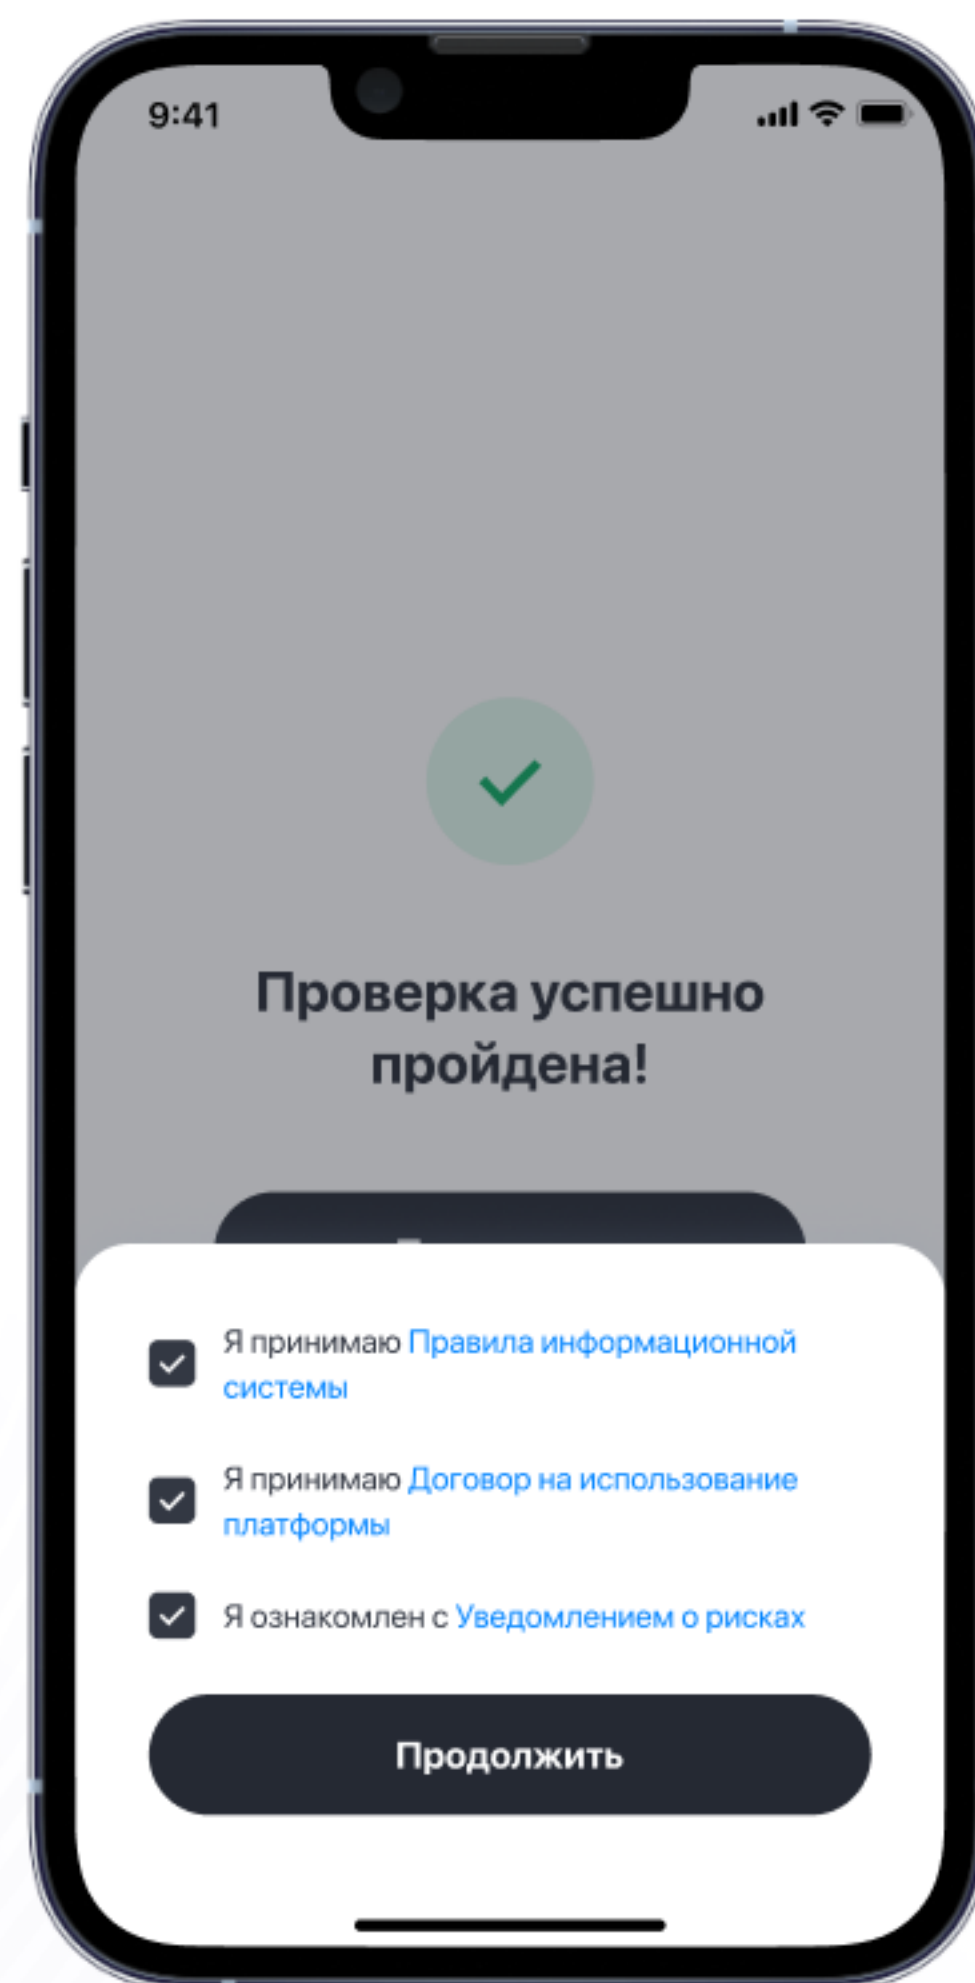 9:41
Проверка успешно
пройдена!
Я принимаю Правила информационной
системы
Я принимаю Договор на использование
платформы
Я ознакомлен с Уведомлением о рисках
Продолжить